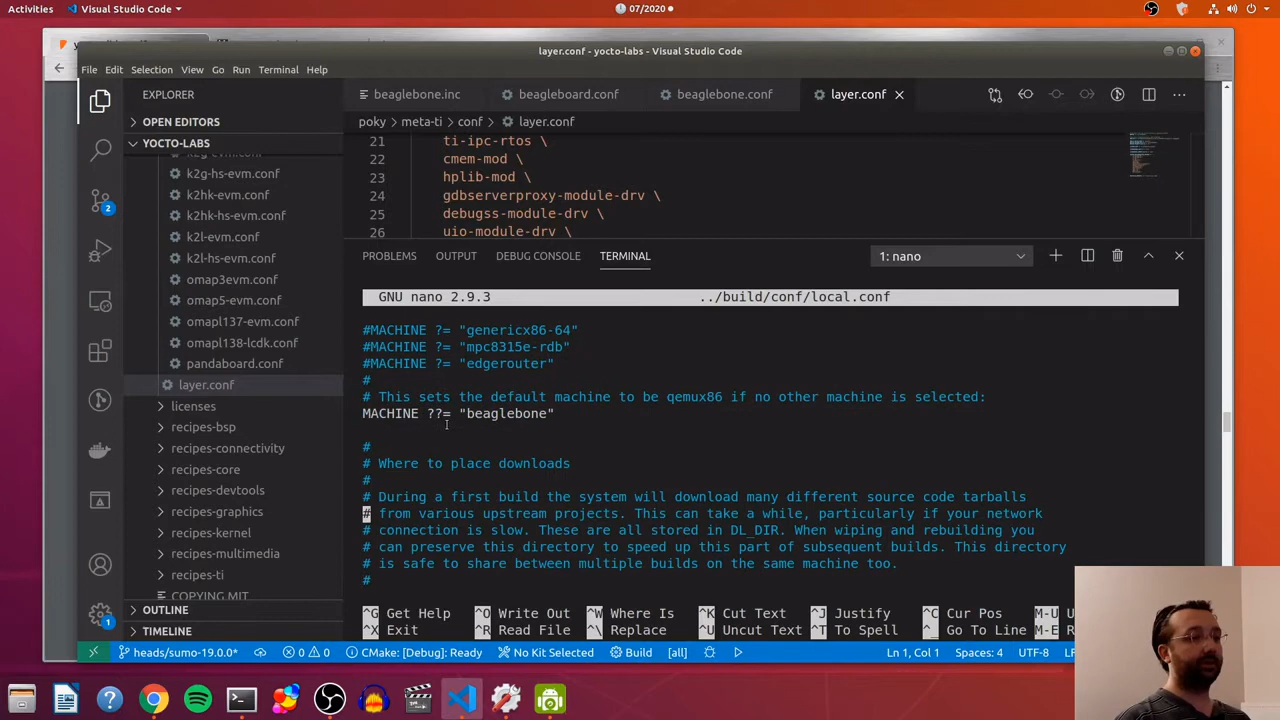 Activities
Visual Studio Code
07/2020
layer.conf - yocto-labs - Visual Studio Code
File Edit Selection View Go Run Terminal Help
EXPLORER
beaglebone.inc
beagleboard.conf
beaglebone.conf
layer.conf
OPEN EDITORS
poky > meta-ti > conf > layer.conf
YOCTO-LABS
k2g-evm.conf
k2g-hs-evm.conf
k2hk-evm.conf
k2hk-hs-evm.conf
k2l-evm.conf
k2l-hs-evm.conf
omap3evm.conf
omap5-evm.conf
omapl137-evm.conf
omapl138-lcdk.conf
pandaboard.conf
layer.conf
licenses
recipes-bsp
recipes-connectivity
recipes-core
recipes-devtools
recipes-graphics
recipes-kernel
recipes-multimedia
recipes-ti
COPYING.MIT
OUTLINE
TIMELINE
21 ti-ipc-rtos \
22 cmem-mod \
23 hplib-mod \
24 gdbserverproxy-module-drv \
25 debugss-module-drv \
26 uio-module-drv \
PROBLEMS OUTPUT DEBUG CONSOLE TERMINAL
1: nano
GNU nano 2.9.3 ../build/conf/local.conf
#MACHINE ?= "genericx86-64"
#MACHINE ?= "mpc8315e-rdb"
#MACHINE ?= "edgerouter"
#
# This sets the default machine to be qemux86 if no other machine is selected:
MACHINE ??= "beaglebone"
#
# Where to place downloads
#
# During a first build the system will download many different source code tarballs
# from various upstream projects. This can take a while, particularly if your network
# connection is slow. These are all stored in DL_DIR. When wiping and rebuilding you
# can preserve this directory to speed up this part of subsequent builds. This directory
# is safe to share between multiple builds on the same machine too.
#
^G Get Help ^O Write Out ^W Where Is ^K Cut Text ^J Justify ^C Cur Pos M-U U
^X Exit ^R Read File ^\ Replace ^U Uncut Text ^T To Spell ^_ Go To Line M-E R
2
1
heads/sumo-19.0.0*
0 0
CMake: [Debug]: Ready
No Kit Selected
Build
[all]
Ln 1, Col 1
Spaces: 4
UTF-8